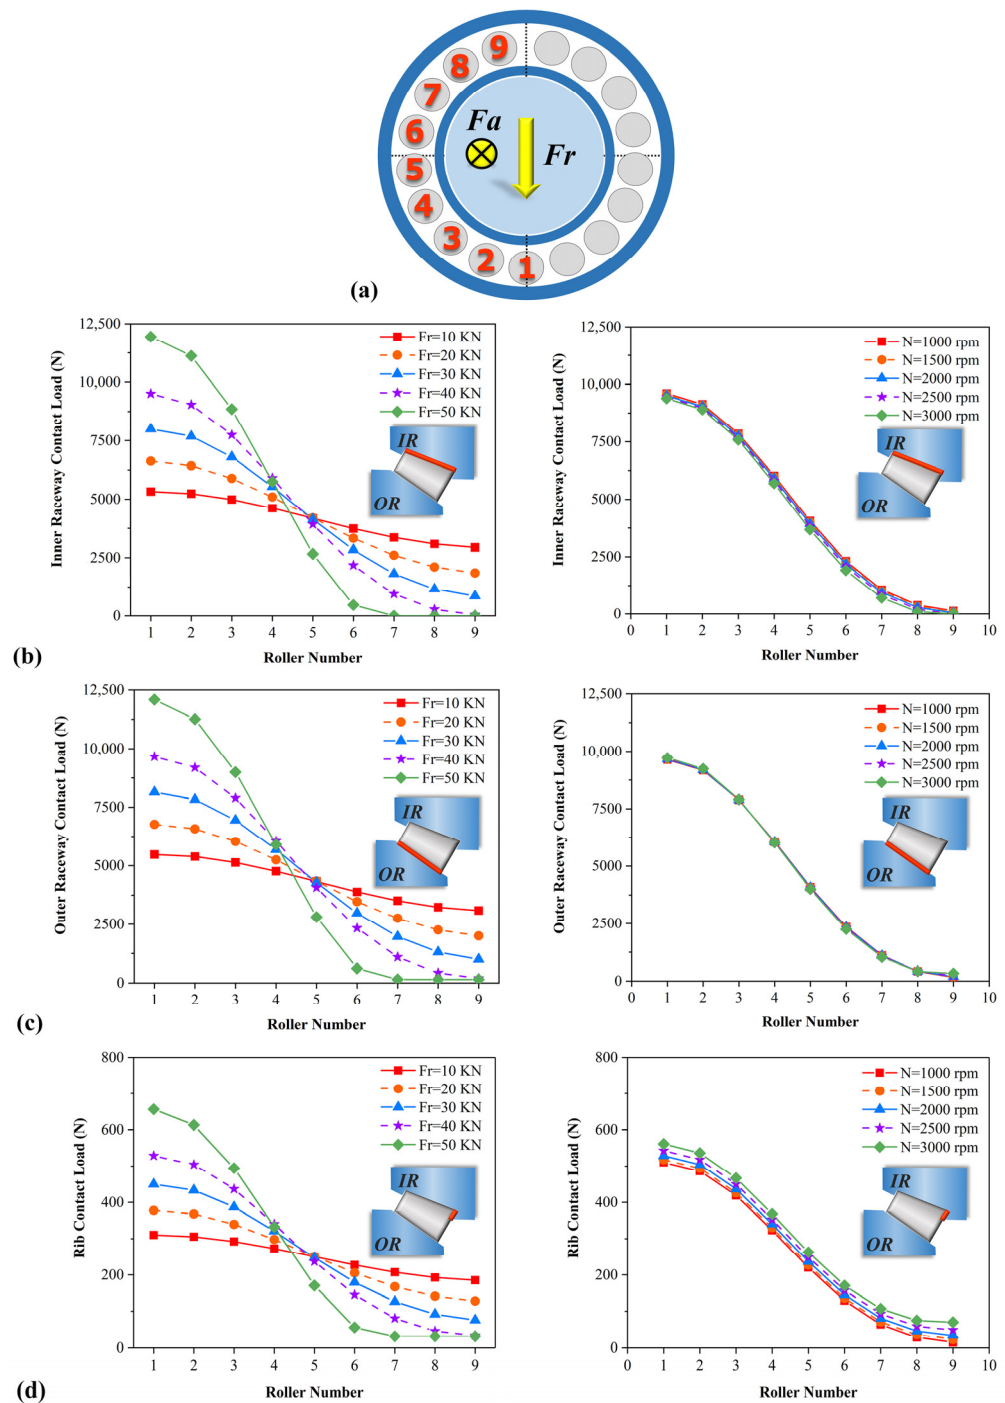 9
8
7
6
5
4
3
2
1
Fa
Fr
(a)
12,500
10,000
7500
5000
2500
0
Inner Raceway Contact Load (N)
Fr=10 KN
Fr=20 KN
Fr=30 KN
Fr=40 KN
Fr=50 KN
IR
OR
1 2 3 4 5 6 7 8 9
Roller Number
12,500
10,000
7500
5000
2500
0
Inner Raceway Contact Load (N)
N=1000 rpm
N=1500 rpm
N=2000 rpm
N=2500 rpm
N=3000 rpm
IR
OR
0 1 2 3 4 5 6 7 8 9 10
Roller Number
(b)
12,500
10,000
7500
5000
2500
0
Outer Raceway Contact Load (N)
Fr=10 KN
Fr=20 KN
Fr=30 KN
Fr=40 KN
Fr=50 KN
IR
OR
1 2 3 4 5 6 7 8 9
Roller Number
12,500
10,000
7500
5000
2500
0
Outer Raceway Contact Load (N)
N=1000 rpm
N=1500 rpm
N=2000 rpm
N=2500 rpm
N=3000 rpm
IR
OR
0 1 2 3 4 5 6 7 8 9 10
Roller Number
(c)
800
600
400
200
0
Rib Contact Load (N)
Fr=10 KN
Fr=20 KN
Fr=30 KN
Fr=40 KN
Fr=50 KN
IR
OR
1 2 3 4 5 6 7 8 9
Roller Number
800
600
400
200
0
Rib Contact Load (N)
N=1000 rpm
N=1500 rpm
N=2000 rpm
N=2500 rpm
N=3000 rpm
IR
OR
0 1 2 3 4 5 6 7 8 9 10
Roller Number
(d)